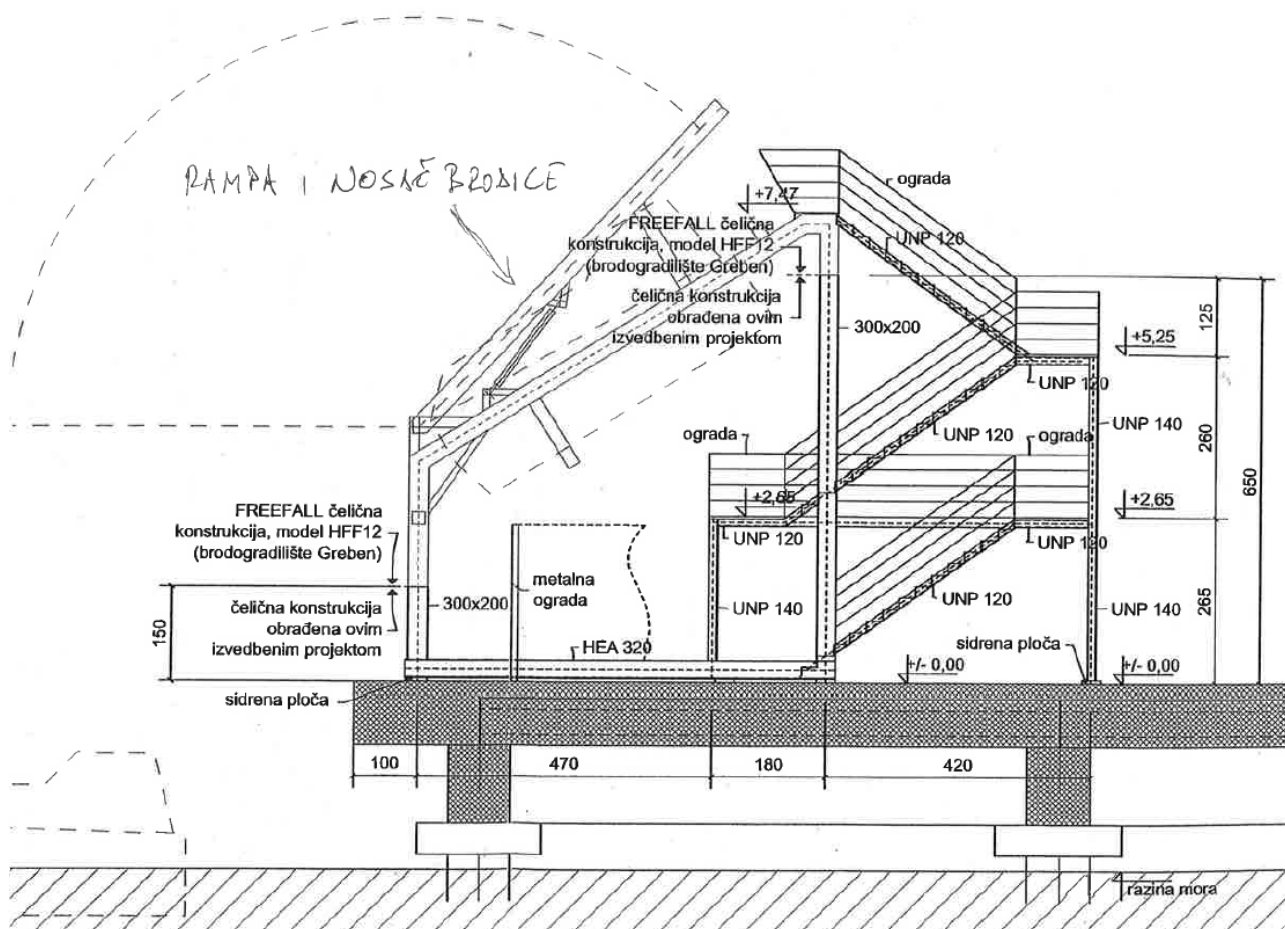 RAMPA I NOSAČ BRODICE
ograda
+7,47
UNP 120
FREEFALL čelična
konstrukcija, model HFF12
(brodogradilište Greben)
čelična konstrukcija
obrađena ovim
izvedbenim projektom
300x200
125
+5,25
UNP 120
UNP 140
ograda
UNP 120
ograda
260
650
+2,65
+2,65
UNP 120
UNP 120
FREEFALL čelična
konstrukcija, model HFF12
(brodogradilište Greben)
metalna
ograda
300x200
UNP 140
UNP 120
UNP 140
265
150
čelična konstrukcija
obrađena ovim
izvedbenim projektom
HEA 320
sidrena ploča
+/- 0,00
+/- 0,00
sidrena ploča
100
470
180
420
razina mora